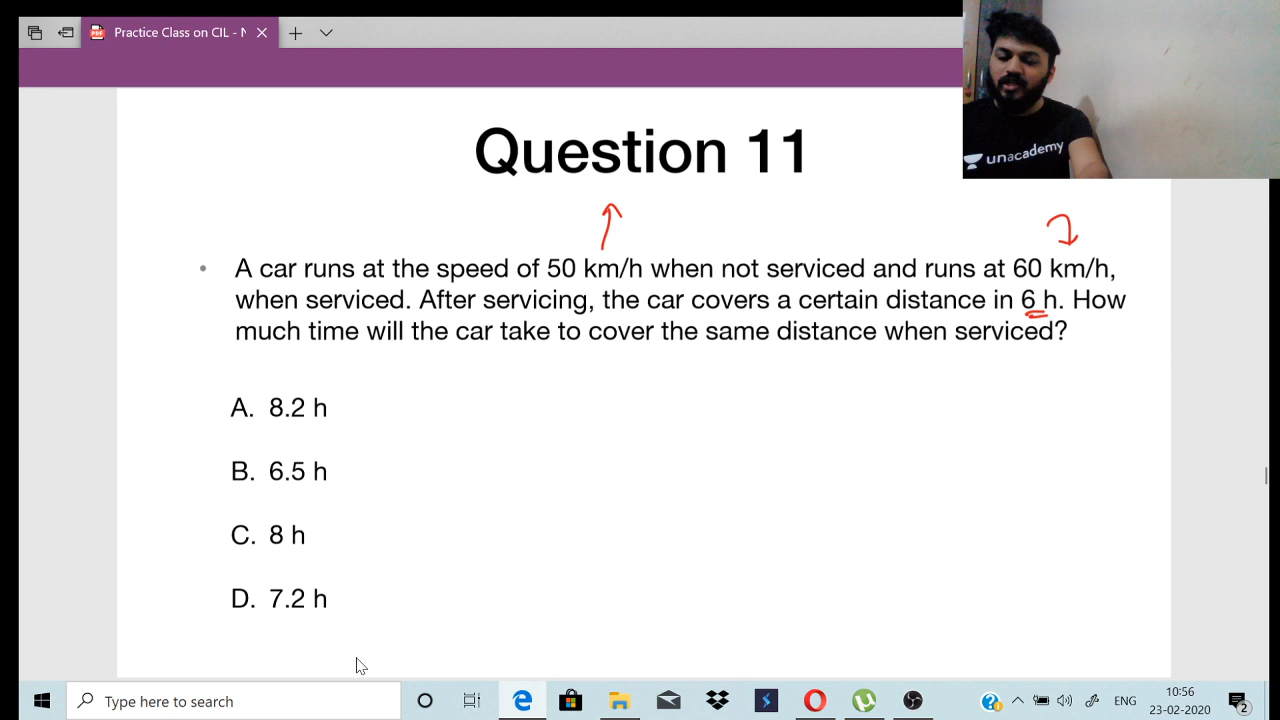 Practice Class on CIL - N
unacademy
Question 11
• A car runs at the speed of 50 km/h when not serviced and runs at 60 km/h,
when serviced. After servicing, the car covers a certain distance in 6 h. How
much time will the car take to cover the same distance when serviced?
A. 8.2 h
B. 6.5 h
C. 8 h
D. 7.2 h
Type here to search
ENG
10:56
23-02-2020
2